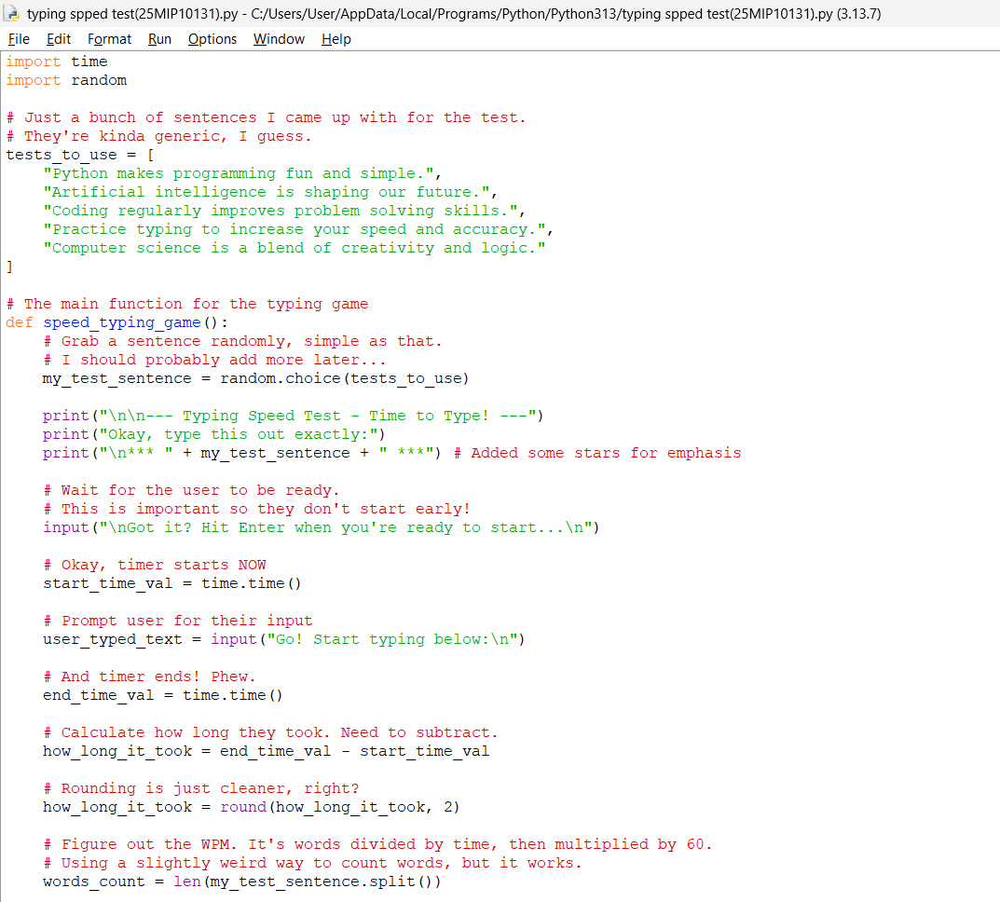 typing spped test(25MIP10131).py - C:/Users/User/AppData/Local/Programs/Python/Python313/typing spped test(25MIP10131).py (3.13.7)
File Edit Format Run Options Window Help
import time
import random

# Just a bunch of sentences I came up with for the test.
# They're kinda generic, I guess.
tests_to_use = [
    "Python makes programming fun and simple.",
    "Artificial intelligence is shaping our future.",
    "Coding regularly improves problem solving skills.",
    "Practice typing to increase your speed and accuracy.",
    "Computer science is a blend of creativity and logic."
]

# The main function for the typing game
def speed_typing_game():
    # Grab a sentence randomly, simple as that.
    # I should probably add more later...
    my_test_sentence = random.choice(tests_to_use)

    print("\n\n--- Typing Speed Test - Time to Type! ---")
    print("Okay, type this out exactly:")
    print("\n*** " + my_test_sentence + " ***") # Added some stars for emphasis

    # Wait for the user to be ready.
    # This is important so they don't start early!
    input("\nGot it? Hit Enter when you're ready to start...\n")

    # Okay, timer starts NOW
    start_time_val = time.time()

    # Prompt user for their input
    user_typed_text = input("Go! Start typing below:\n")

    # And timer ends! Phew.
    end_time_val = time.time()

    # Calculate how long they took. Need to subtract.
    how_long_it_took = end_time_val - start_time_val

    # Rounding is just cleaner, right?
    how_long_it_took = round(how_long_it_took, 2)

    # Figure out the WPM. It's words divided by time, then multiplied by 60.
    # Using a slightly weird way to count words, but it works.
    words_count = len(my_test_sentence.split())